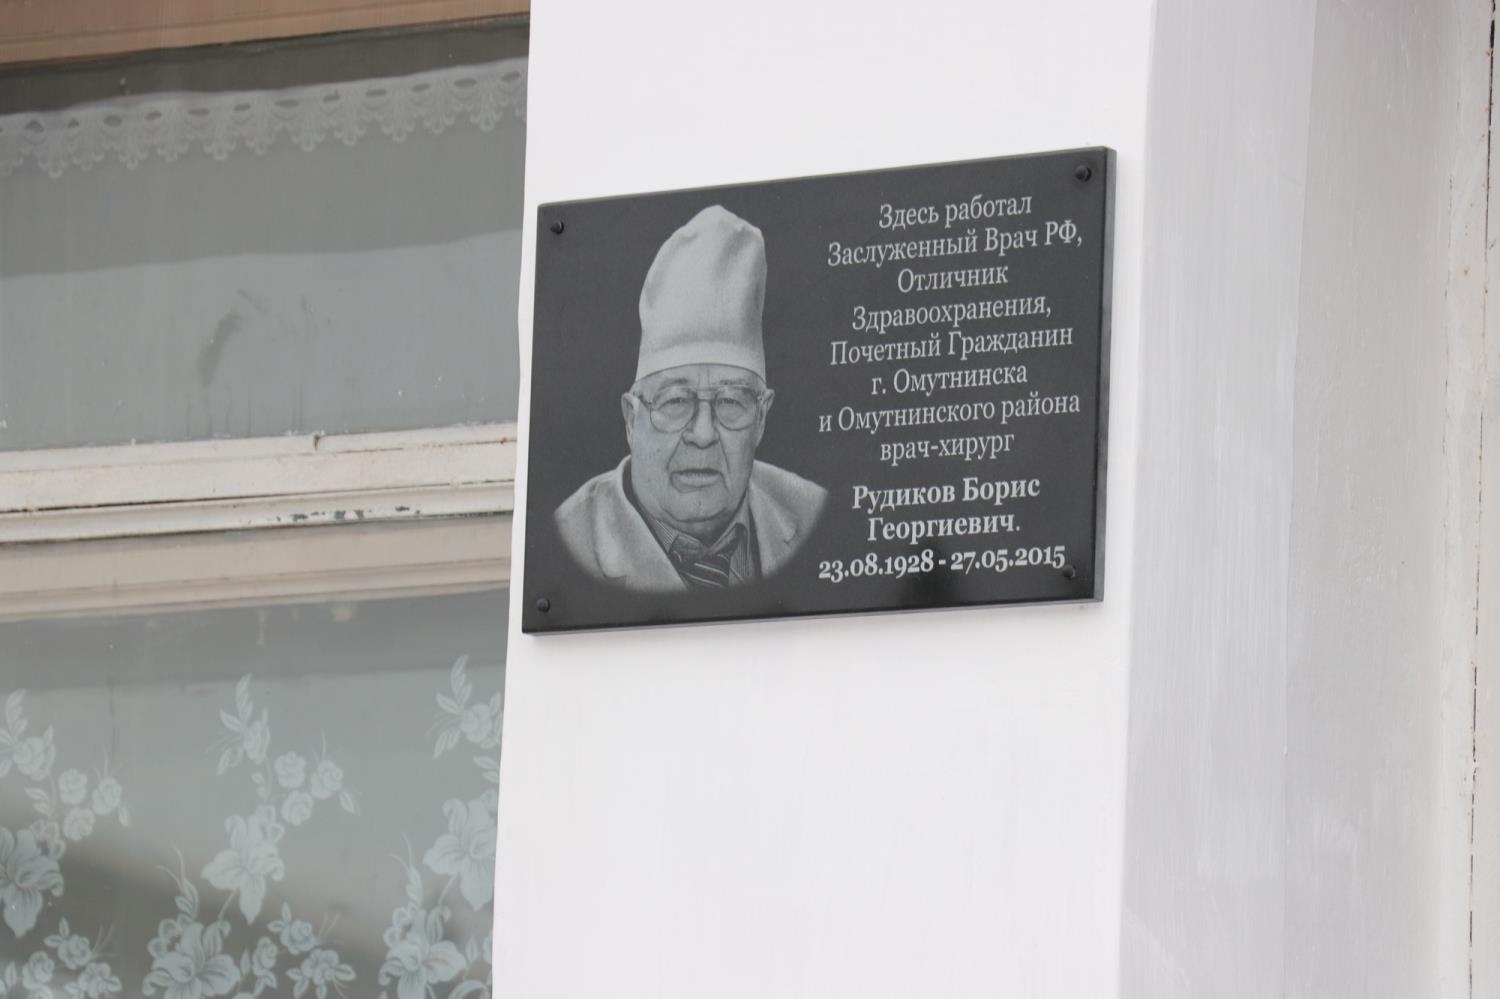 Здесь работал
Заслуженный Врач РФ,
Отличник
Здравоохранения,
Почетный Гражданин
г. Омутнинска
и Омутнинского района
врач-хирург
Рудиков Борис
Георгиевич.
23.08.1928 - 27.05.2015